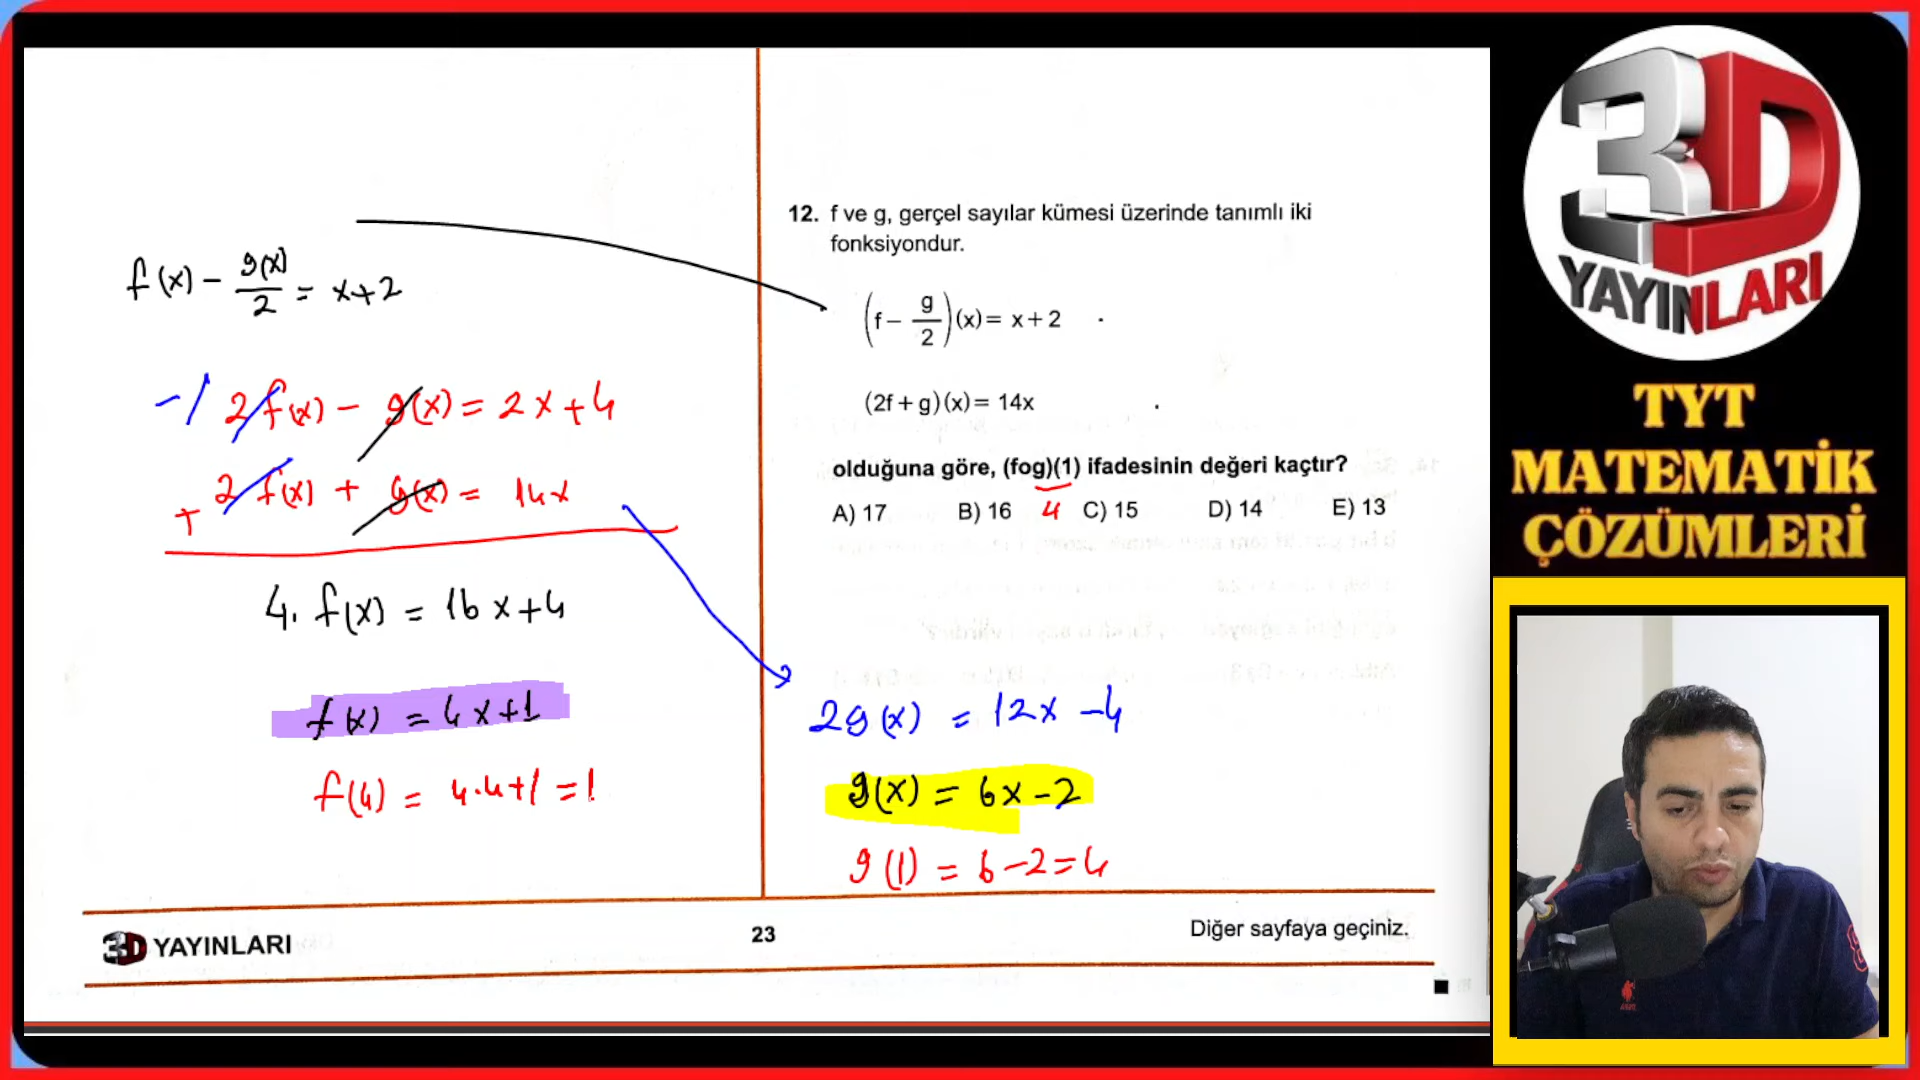 f(x) - g(x)/2 = x+2
-1/ 2f(x) - g(x) = 2x+4
+ 2f(x) + g(x) = 14x
4. f(x) = 16x+4
f(x) = 4x+1
f(4) = 4.4+1 = 1
12. f ve g, gerçel sayılar kümesi üzerinde tanımlı iki
fonksiyondur.
(f - g/2)(x) = x + 2
(2f + g)(x) = 14x
olduğuna göre, (fog)(1) ifadesinin değeri kaçtır?
4
A) 17 B) 16 C) 15 D) 14 E) 13
2g(x) = 12x - 4
g(x) = 6x - 2
g(1) = 6 - 2 = 4
3D YAYINLARI
23
Diğer sayfaya geçiniz.
3D
YAYINLARI
TYT
MATEMATİK
ÇÖZÜMLERİ